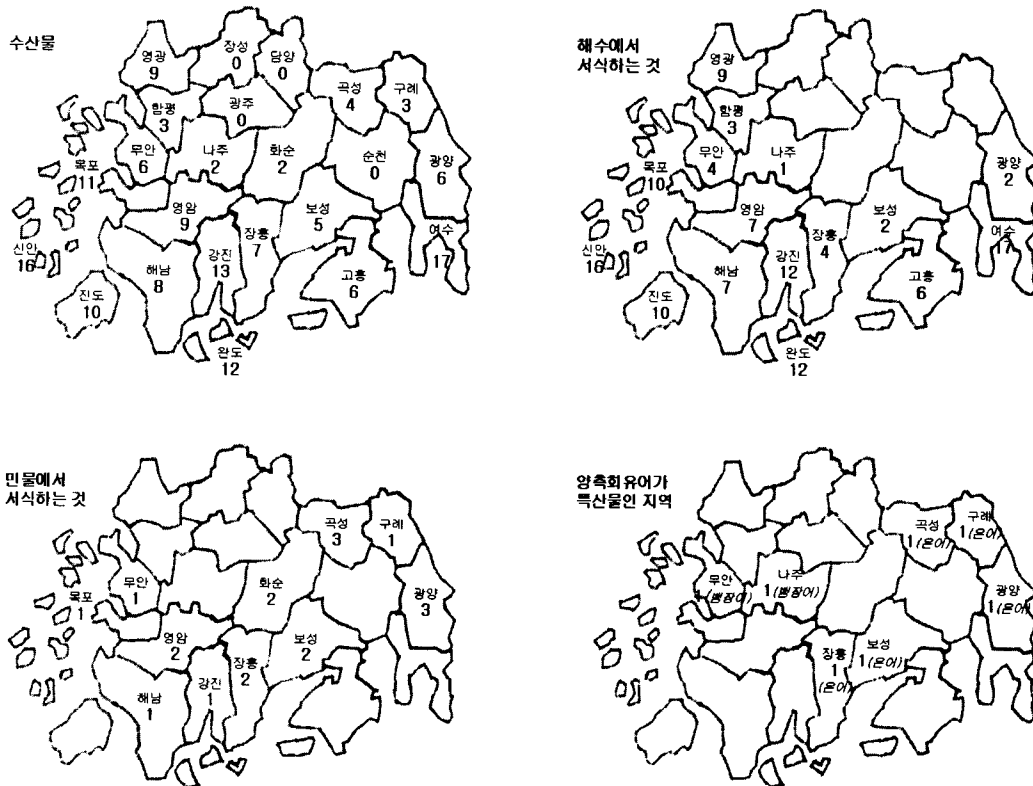 수산물
영광
9
장성
0
담양
0
곡성
4
구례
3
함평
3
광주
0
무안
6
나주
2
화순
2
순천
0
광양
6
목포
11
영암
9
보성
5
장흥
7
여수
17
신안
16
강진
13
해남
8
고흥
6
진도
10
완도
12
해수에서
서식하는 것
영광
9
함평
3
무안
4
나주
1
목포
10
광양
2
영암
7
보성
2
장흥
4
여수
17
신안
16
강진
12
해남
7
고흥
6
진도
10
완도
12
민물에서
서식하는 것
곡성
3
구례
1
무안
1
화순
2
목포
1
광양
3
영암
2
보성
2
장흥
2
강진
1
해남
1
양측회유어가
특산물인 지역
곡성
1 (은어)
구례
1 (은어)
무안
1 (뱀장어)
나주
1 (뱀장어)
광양
1 (은어)
보성
1 (은어)
장흥
1
(은어)